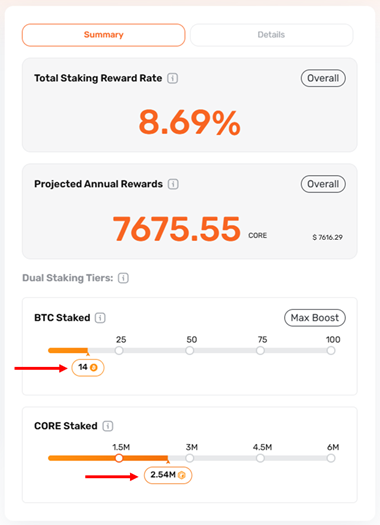 Summary Details
Total Staking Reward Rate i Overall
8.69%
Projected Annual Rewards i Overall
7675.55 CORE $ 7616.29
Dual Staking Tiers: i
BTC Staked i Max Boost
25 50 75 100
14
CORE Staked i
1.5M 3M 4.5M 6M
2.54M